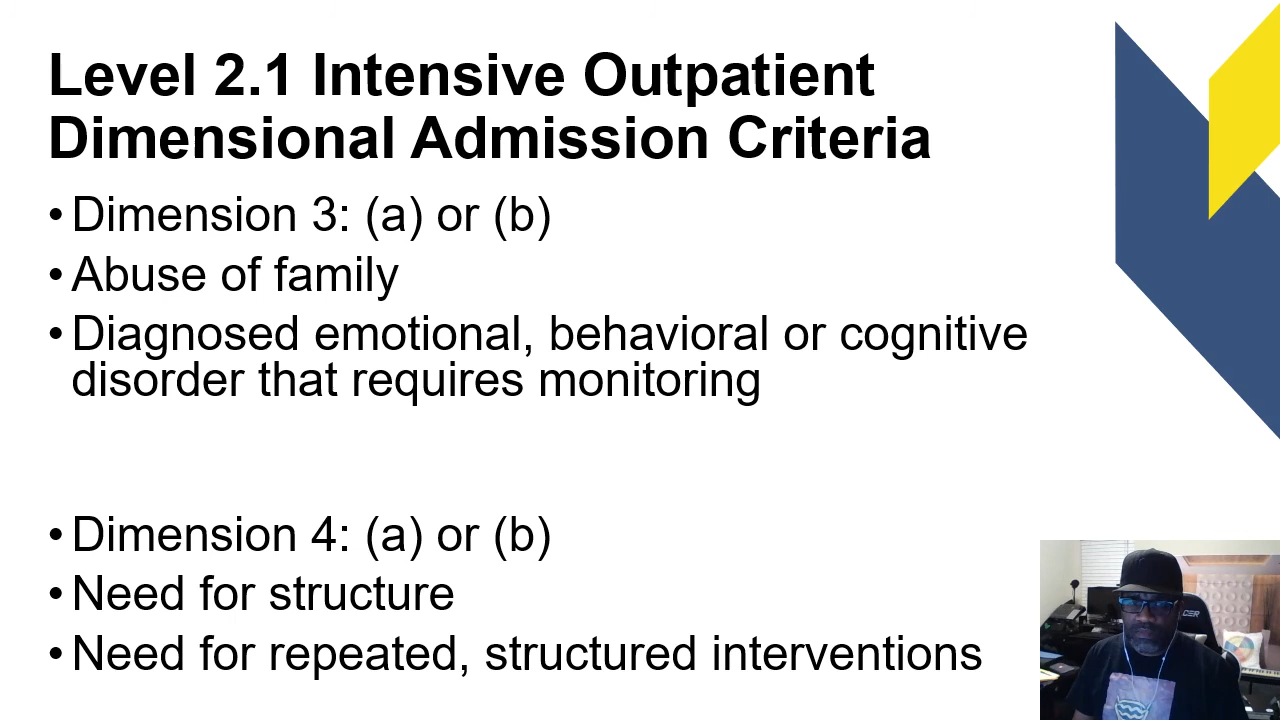 Level 2.1 Intensive Outpatient
Dimensional Admission Criteria
• Dimension 3: (a) or (b)
• Abuse of family
• Diagnosed emotional, behavioral or cognitive
disorder that requires monitoring
• Dimension 4: (a) or (b)
• Need for structure
• Need for repeated, structured interventions